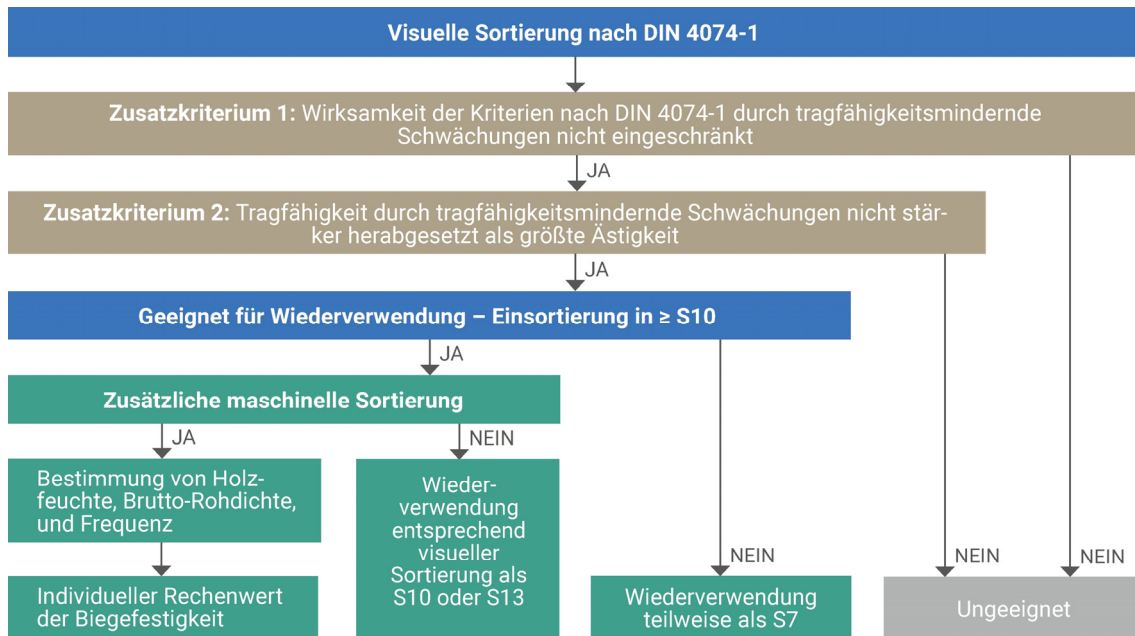 Visuelle Sortierung nach DIN 4074-1
Zusatzkriterium 1: Wirksamkeit der Kriterien nach DIN 4074-1 durch tragfähigkeitsmindernde
Schwächungen nicht eingeschränkt
JA
Zusatzkriterium 2: Tragfähigkeit durch tragfähigkeitsmindernde Schwächungen nicht stär-
ker herabgesetzt als größte Ästigkeit
JA
Geeignet für Wiederverwendung – Einsortierung in ≥ S10
JA
Zusätzliche maschinelle Sortierung
JA
NEIN
Bestimmung von Holz-
feuchte, Brutto-Rohdichte,
und Frequenz
Individueller Rechenwert
der Biegefestigkeit
Wieder-
verwendung
entsprechend
visueller
Sortierung als
S10 oder S13
NEIN
Wiederverwendung
teilweise als S7
NEIN
NEIN
Ungeeignet